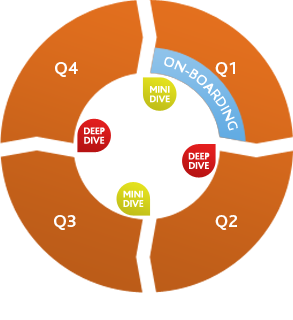 Q4
Q1
ON-BOARDING
MINI
DIVE
DEEP
DIVE
DEEP
DIVE
MINI
DIVE
Q3
Q2